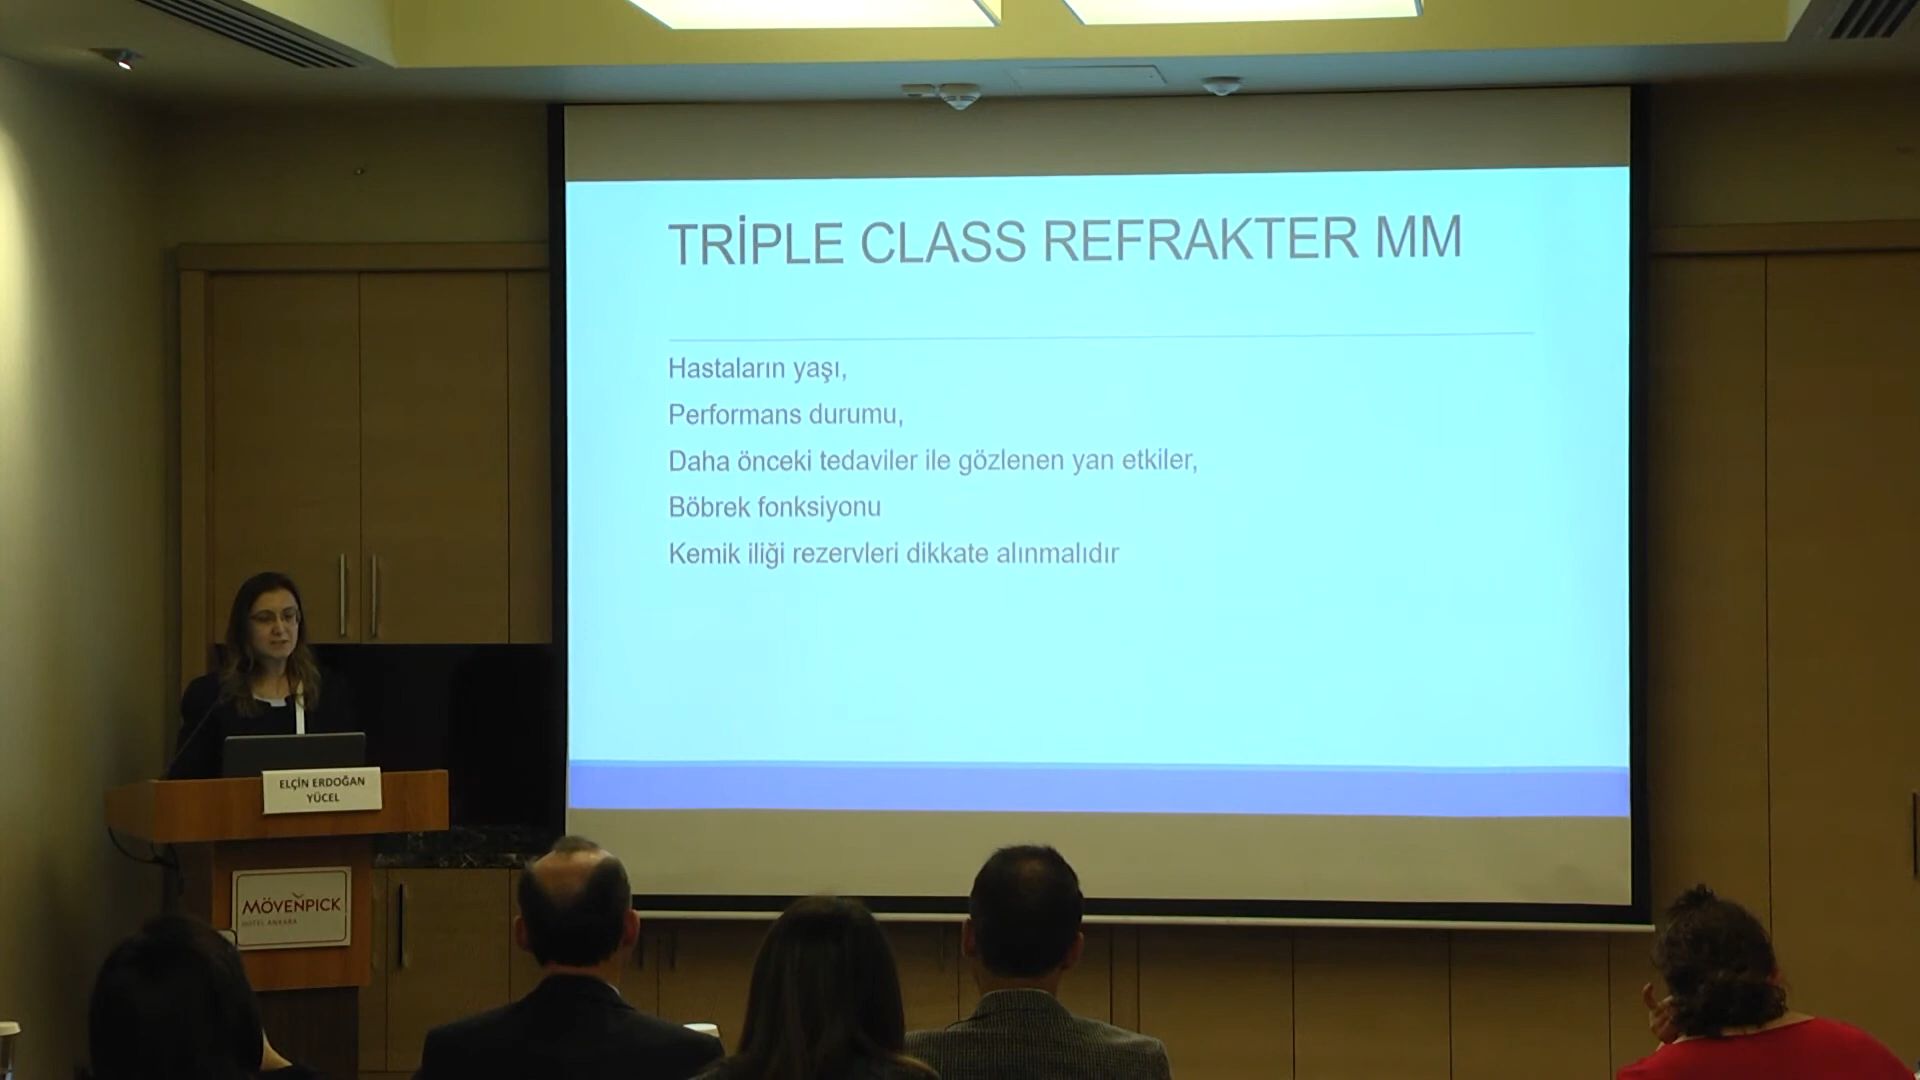 TRİPLE CLASS REFRAKTER MM
Hastaların yaşı,
Performans durumu,
Daha önceki tedaviler ile gözlenen yan etkiler,
Böbrek fonksiyonu
Kemik iliği rezervleri dikkate alınmalıdır
ELÇİN ERDOĞAN
YÜCEL
MÖVENPICK
HOTEL ANKARA